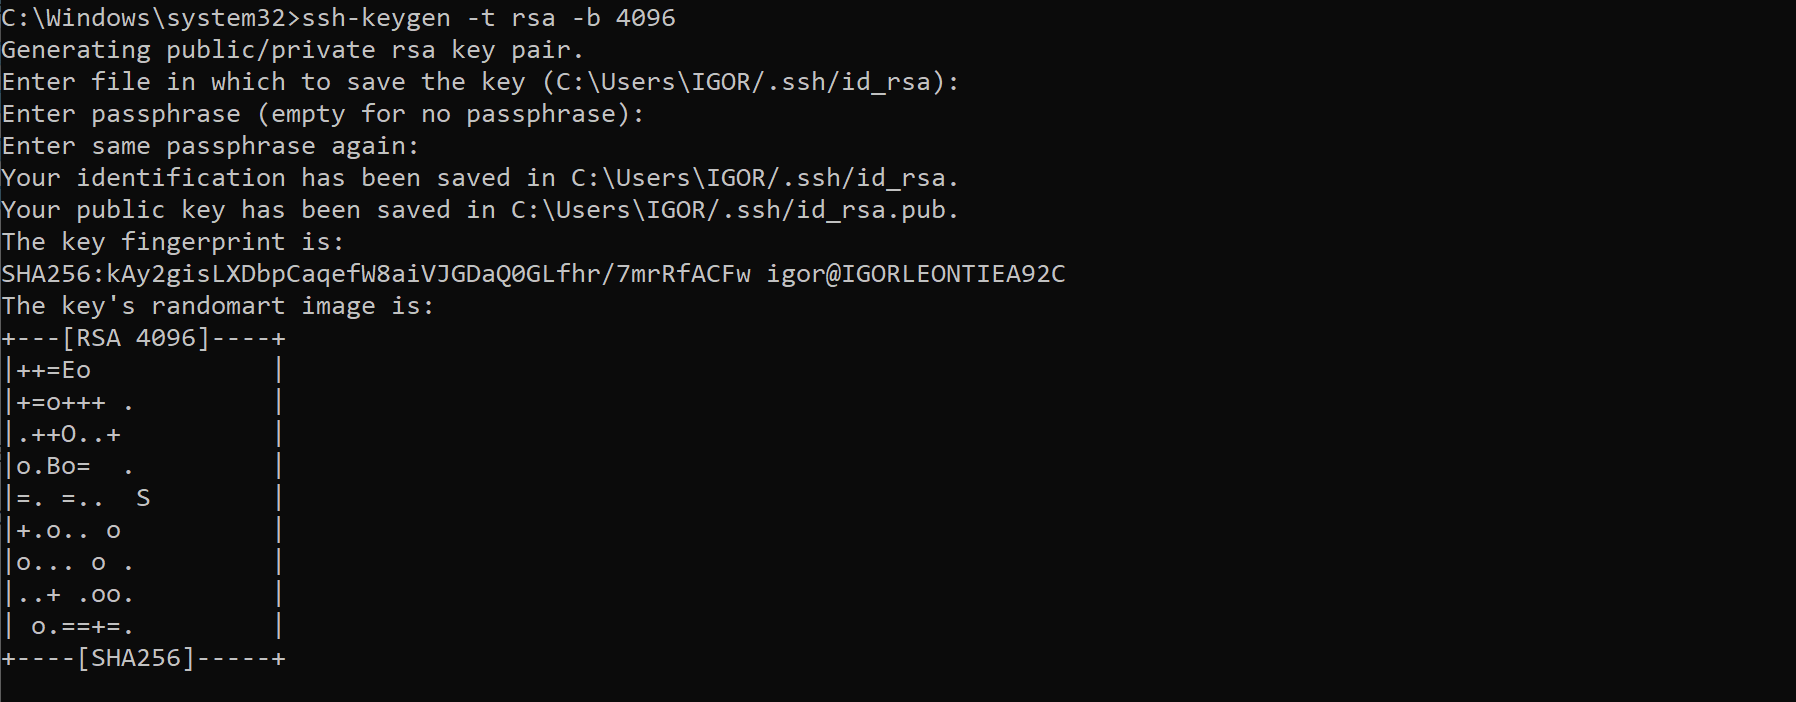 C:\Windows\system32>ssh-keygen -t rsa -b 4096
Generating public/private rsa key pair.
Enter file in which to save the key (C:\Users\IGOR/.ssh/id_rsa):
Enter passphrase (empty for no passphrase):
Enter same passphrase again:
Your identification has been saved in C:\Users\IGOR/.ssh/id_rsa.
Your public key has been saved in C:\Users\IGOR/.ssh/id_rsa.pub.
The key fingerprint is:
SHA256:kAy2gisLXDbpCaqefW8aiVJGDaQ0GLfhr/7mrRfACFw igor@IGORLEONTIEA92C
The key's randomart image is:
+---[RSA 4096]----+
|++=Eo            |
|+=o+++ .         |
|.++O..+          |
|o.Bo=  .         |
|=. =..  S        |
|+.o.. o          |
|o... o .         |
|..+ .oo.         |
| o.==+=.         |
+----[SHA256]-----+